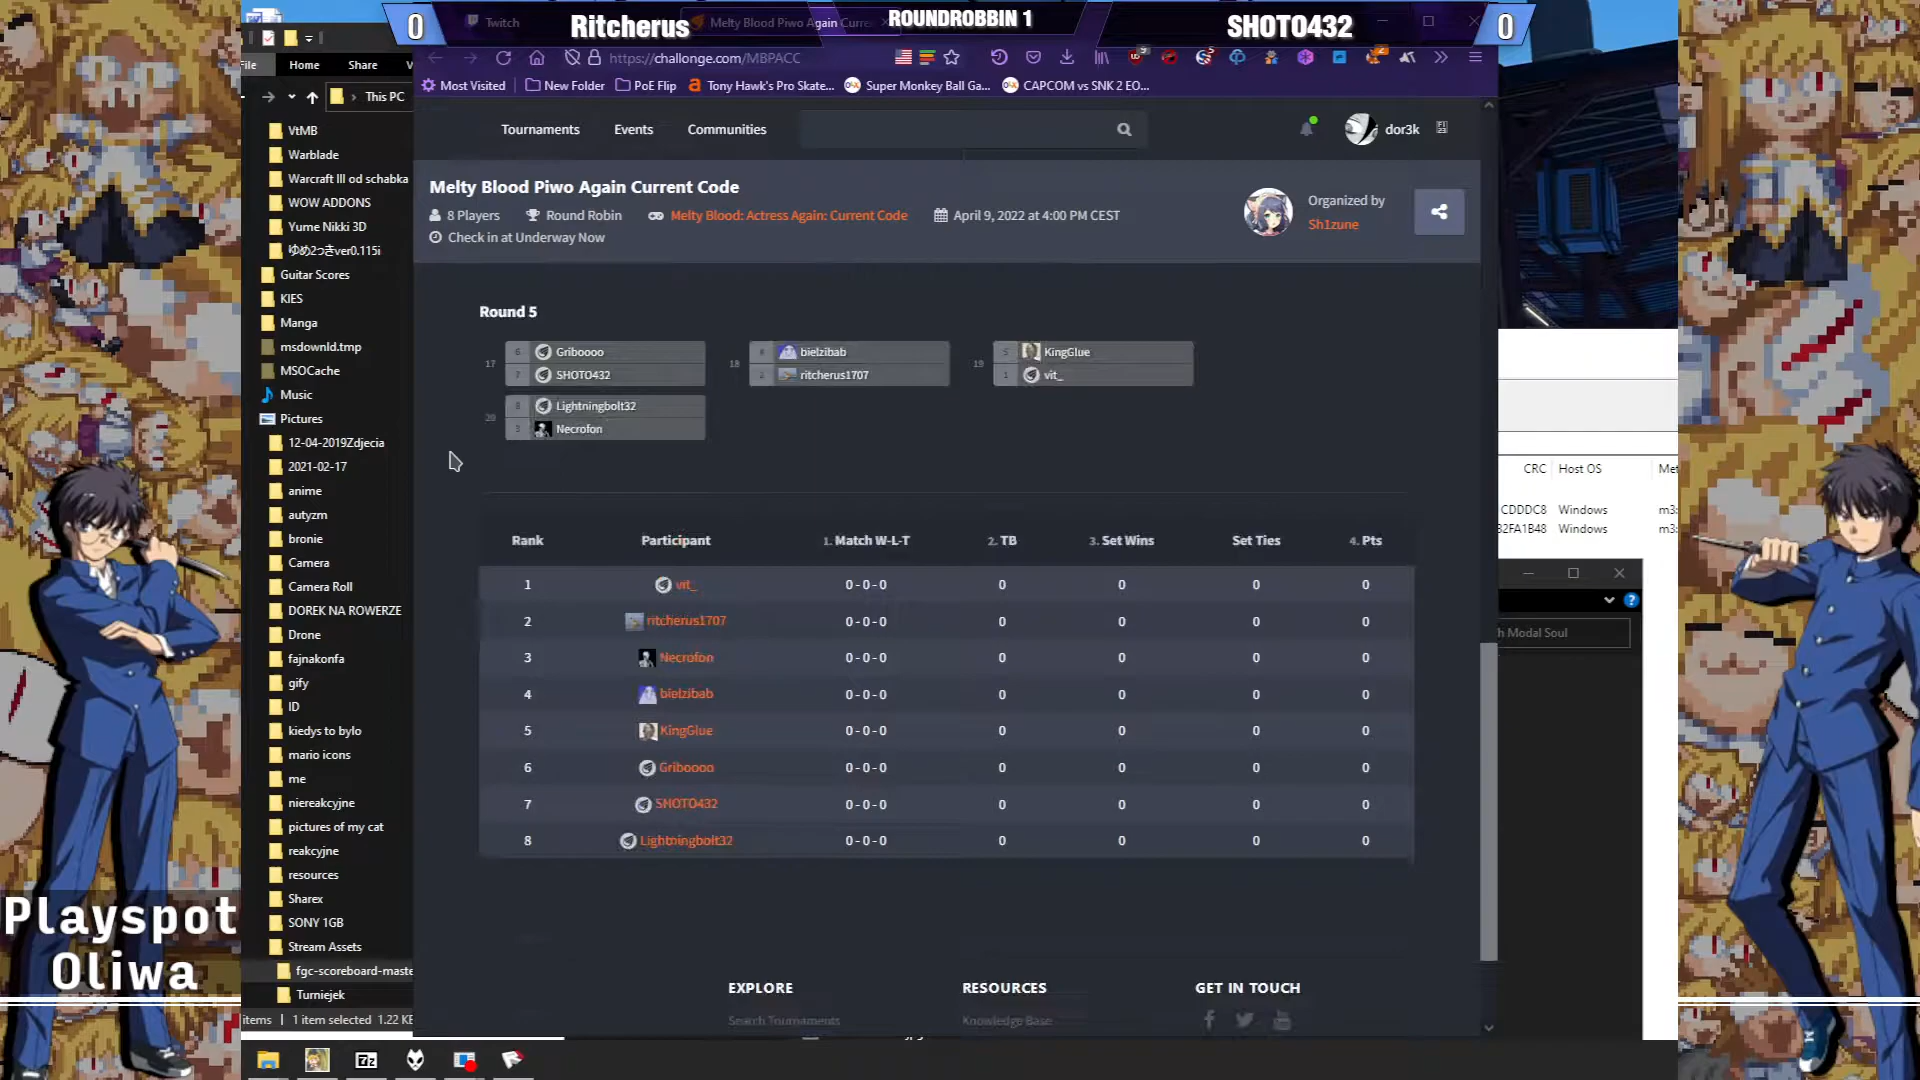 0
Ritcherus
ROUNDROBBIN 1
SHOTO432
0
Twitch
Melty Blood Piwo Again Curre
File
Home
Share
https://challonge.com/MBPACC
This PC
Most Visited
New Folder
PoE Flip
Tony Hawk's Pro Skate...
Super Monkey Ball Ga...
CAPCOM vs SNK 2 EO...
Tournaments
Events
Communities
dor3k
VtMB
Warblade
Warcraft III od schabka
WOW ADDONS
Yume Nikki 3D
ゆめ2っきver0.115i
Guitar Scores
KIES
Manga
msdownld.tmp
MSOCache
Music
Pictures
12-04-2019Zdjecia
2021-02-17
anime
autyzm
bronie
Camera
Camera Roll
DOREK NA ROWERZE
Drone
fajnakonfa
gify
ID
kiedys to bylo
mario icons
me
niereakcyjne
pictures of my cat
reakcyjne
resources
Sharex
SONY 1GB
Stream Assets
fgc-scoreboard-maste
Turniejek
items
1 item selected 1.22 KE
Melty Blood Piwo Again Current Code
8 Players
Round Robin
Melty Blood: Actress Again: Current Code
April 9, 2022 at 4:00 PM CEST
Check in at Underway Now
Organized by
Sh1zune
Round 5
17
6 Griboooo
7 SHOTO432
18
4 bielzibab
2 ritcherus1707
19
5 KingGlue
1 vit_
20
8 Lightningbolt32
3 Necrofon
Rank Participant 1. Match W-L-T 2. TB 3. Set Wins Set Ties 4. Pts
1 vit_ 0 - 0 - 0 0 0 0 0
2 ritcherus1707 0 - 0 - 0 0 0 0 0
3 Necrofon 0 - 0 - 0 0 0 0 0
4 bielzibab 0 - 0 - 0 0 0 0 0
5 KingGlue 0 - 0 - 0 0 0 0 0
6 Griboooo 0 - 0 - 0 0 0 0 0
7 SHOTO432 0 - 0 - 0 0 0 0 0
8 Lightningbolt32 0 - 0 - 0 0 0 0 0
EXPLORE
Search Tournaments
RESOURCES
Knowledge Base
GET IN TOUCH
CRC Host OS Met
CDDDC8 Windows m3:
32FA1B48 Windows m3:
h Modal Soul
Playspot
Oliwa